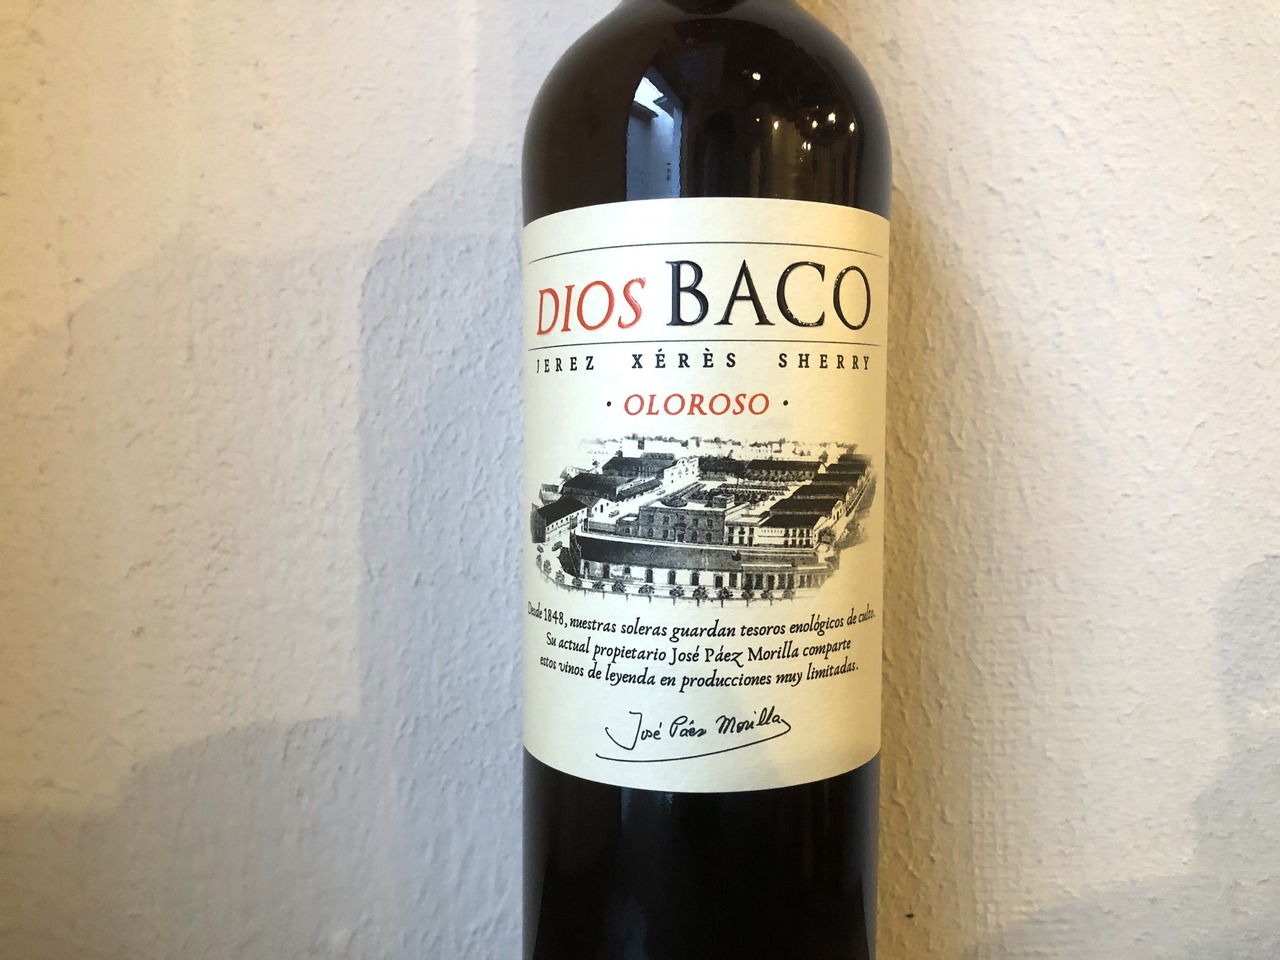 DIOS BACO
JEREZ XÉRÈS SHERRY
· OLOROSO ·
Desde 1848, nuestras soleras guardan tesoros enológicos de culto.
Su actual propietario José Páez Morilla comparte
estos vinos de leyenda en producciones muy limitadas.
José Páez Morilla